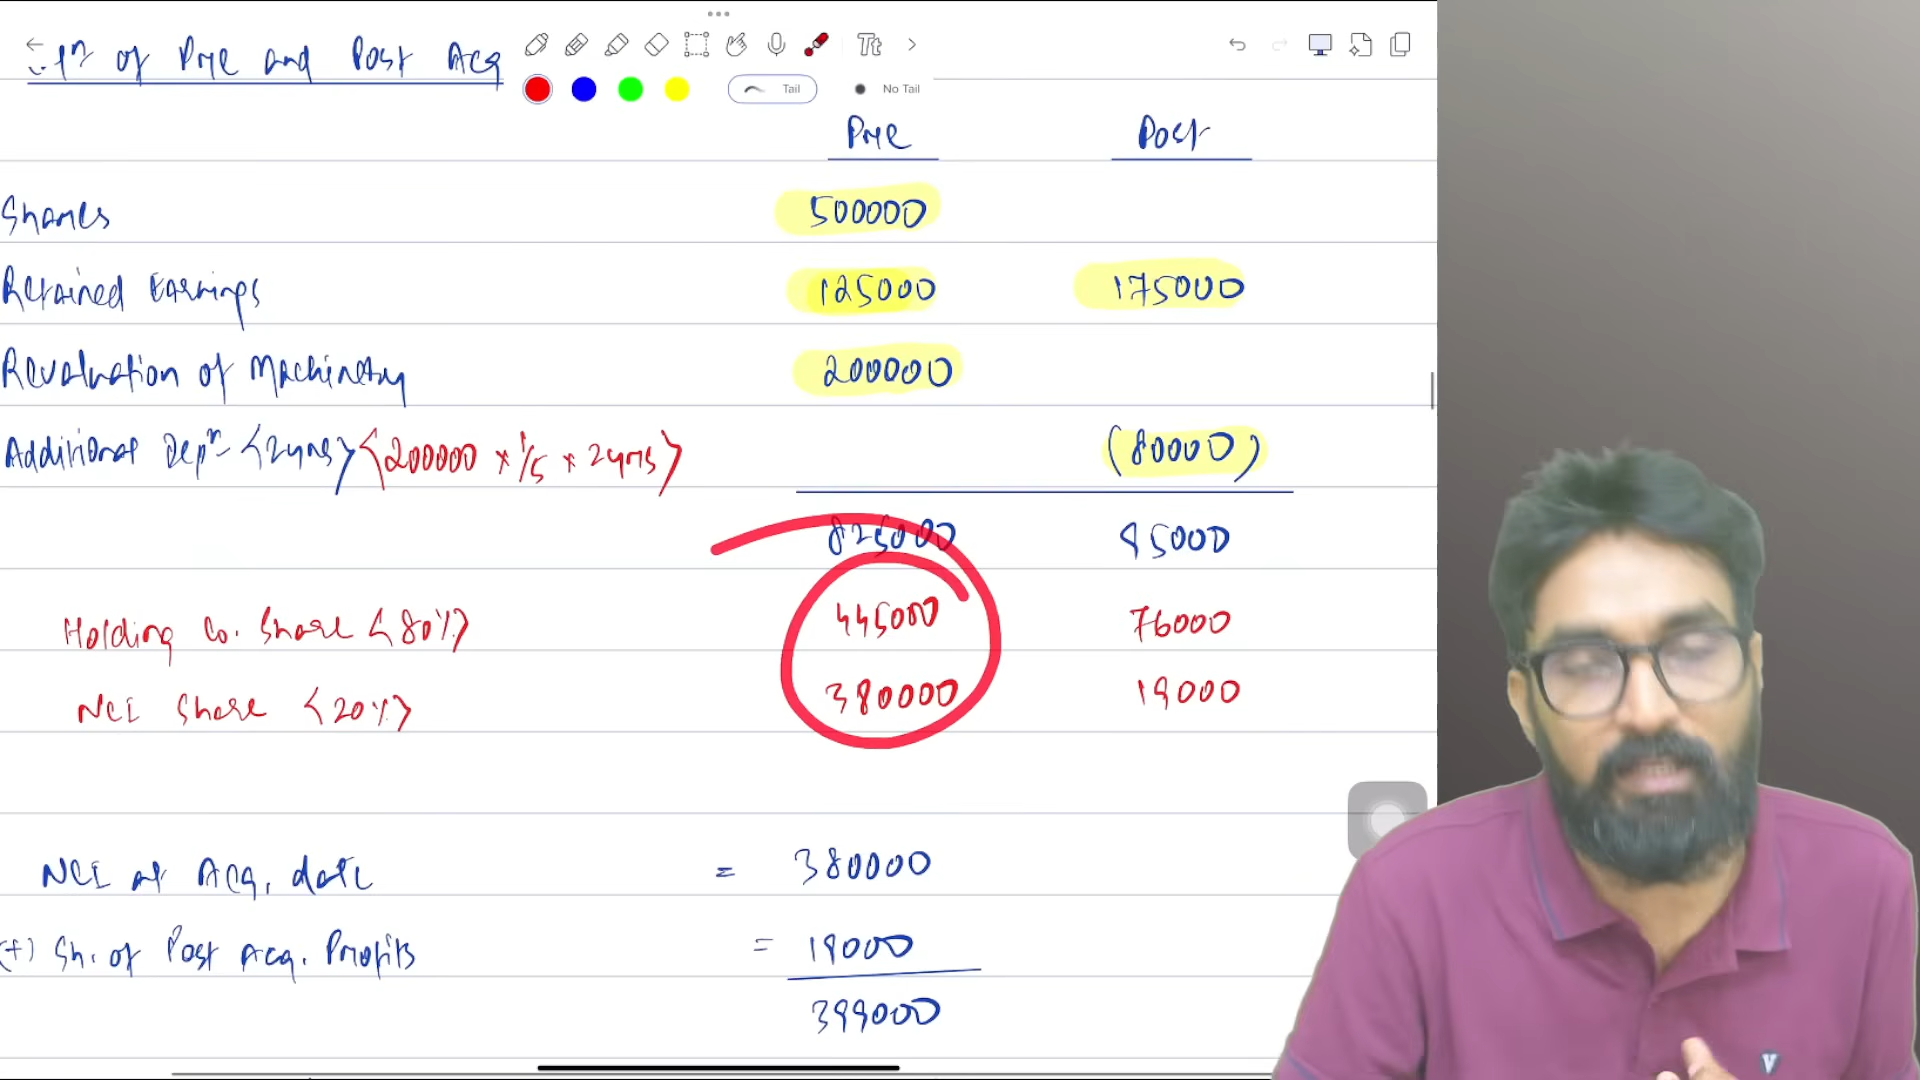 of Pre and Post Acq
Tt
Tail
No Tail
Pre Post
Shares 500000
Retained Earnings 125000 175000
Revaluation of Machinery 200000
Additional Depn <2yrs> <200000 x 1/5 x 2yrs> (80000)
825000 95000
Holding Co. Share <80%> 445000 76000
NCI Share <20%> 380000 19000
NCI at Acq. date = 380000
(+) Sh. of Post Acq. Profits = 19000
399000
V